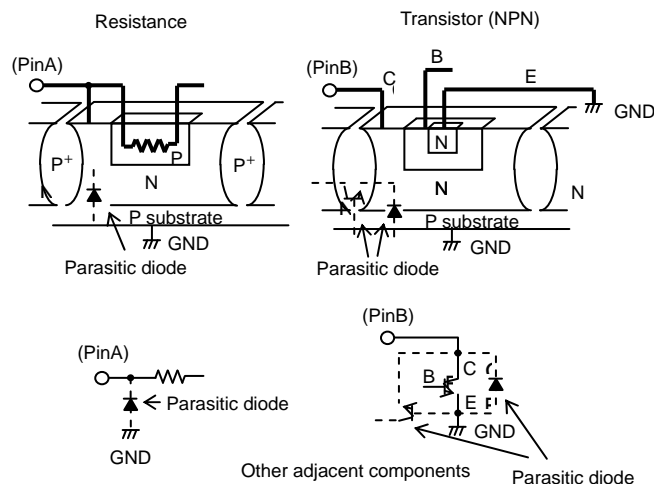 Resistance
Transistor (NPN)
(PinA)
(PinB)
C
B
E
GND
P+
P
P+
N
N
N
N
P substrate
GND
Parasitic diode
P substrate
GND
Parasitic diode
(PinA)
Parasitic diode
GND
(PinB)
C
B
E
GND
Other adjacent components
Parasitic diode